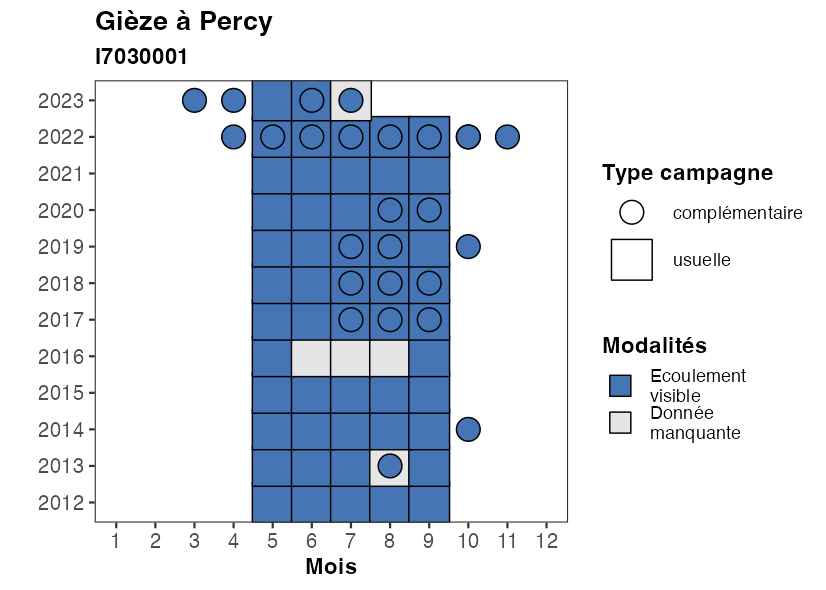 Gièze à Percy
I7030001
2023
2022
2021
2020
2019
2018
2017
2016
2015
2014
2013
2012
1 2 3 4 5 6 7 8 9 10 11 12
Mois
Type campagne
complémentaire
usuelle
Modalités
Ecoulement
visible
Donnée
manquante